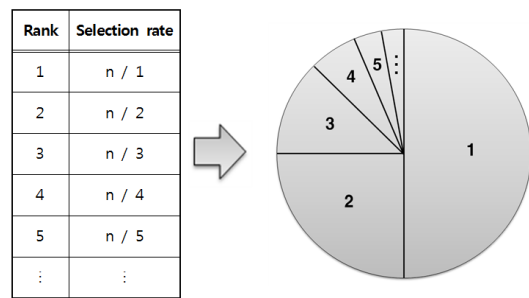 Rank Selection rate
1 n / 1
2 n / 2
3 n / 3
4 n / 4
5 n / 5
⋮ ⋮
1
2
3
4
5
⋮